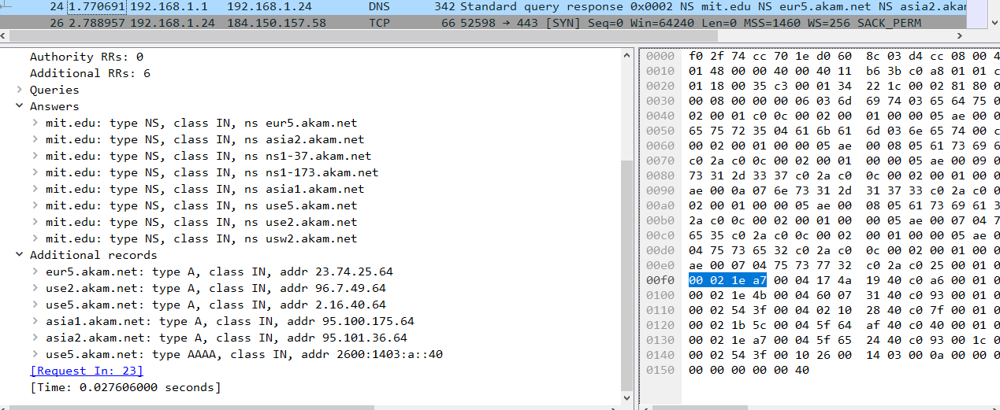 24 1.770691 192.168.1.1 192.168.1.24 DNS 342 Standard query response 0x0002 NS mit.edu NS eur5.akam.net NS asia2.akan
26 2.788957 192.168.1.24 184.150.157.58 TCP 66 52598 → 443 [SYN] Seq=0 Win=64240 Len=0 MSS=1460 WS=256 SACK_PERM
Authority RRs: 0
Additional RRs: 6
Queries
Answers
mit.edu: type NS, class IN, ns eur5.akam.net
mit.edu: type NS, class IN, ns asia2.akam.net
mit.edu: type NS, class IN, ns ns1-37.akam.net
mit.edu: type NS, class IN, ns ns1-173.akam.net
mit.edu: type NS, class IN, ns asia1.akam.net
mit.edu: type NS, class IN, ns use5.akam.net
mit.edu: type NS, class IN, ns use2.akam.net
mit.edu: type NS, class IN, ns usw2.akam.net
Additional records
eur5.akam.net: type A, class IN, addr 23.74.25.64
use2.akam.net: type A, class IN, addr 96.7.49.64
use5.akam.net: type A, class IN, addr 2.16.40.64
asia1.akam.net: type A, class IN, addr 95.100.175.64
asia2.akam.net: type A, class IN, addr 95.101.36.64
use5.akam.net: type AAAA, class IN, addr 2600:1403:a::40
[Request In: 23]
[Time: 0.027606000 seconds]
0000 f0 2f 74 cc 70 1e d0 60 8c 03 d4 cc 08 00 4
0010 01 48 00 00 40 00 40 11 b6 3b c0 a8 01 01 c
0020 01 18 00 35 c3 00 01 34 22 1c 00 02 81 80 0
0030 00 08 00 00 00 06 03 6d 69 74 03 65 64 75 0
0040 02 00 01 c0 0c 00 02 00 01 00 00 05 ae 00 0
0050 65 75 72 35 04 61 6b 61 6d 03 6e 65 74 00 c
0060 00 02 00 01 00 00 05 ae 00 08 05 61 73 69 6
0070 c0 2a c0 0c 00 02 00 01 00 00 05 ae 00 09 0
0080 73 31 2d 33 37 c0 2a c0 0c 00 02 00 01 00 0
0090 ae 00 0a 07 6e 73 31 2d 31 37 33 c0 2a c0 0
00a0 02 00 01 00 00 05 ae 00 08 05 61 73 69 61 3
00b0 2a c0 0c 00 02 00 01 00 00 05 ae 00 07 04 7
00c0 65 35 c0 2a c0 0c 00 02 00 01 00 00 05 ae 0
00d0 04 75 73 65 32 c0 2a c0 0c 00 02 00 01 00 0
00e0 ae 00 07 04 75 73 77 32 c0 2a c0 25 00 01 0
00f0 00 02 1e a7 00 04 17 4a 19 40 c0 a6 00 01 0
0100 00 02 1e 4b 00 04 60 07 31 40 c0 93 00 01 0
0110 00 02 54 3f 00 04 02 10 28 40 c0 7f 00 01 0
0120 00 02 1b 5c 00 04 5f 64 af 40 c0 40 00 01 0
0130 00 02 1e a7 00 04 5f 65 24 40 c0 93 00 1c 0
0140 00 02 54 3f 00 10 26 00 14 03 00 0a 00 00 0
0150 00 00 00 00 00 40